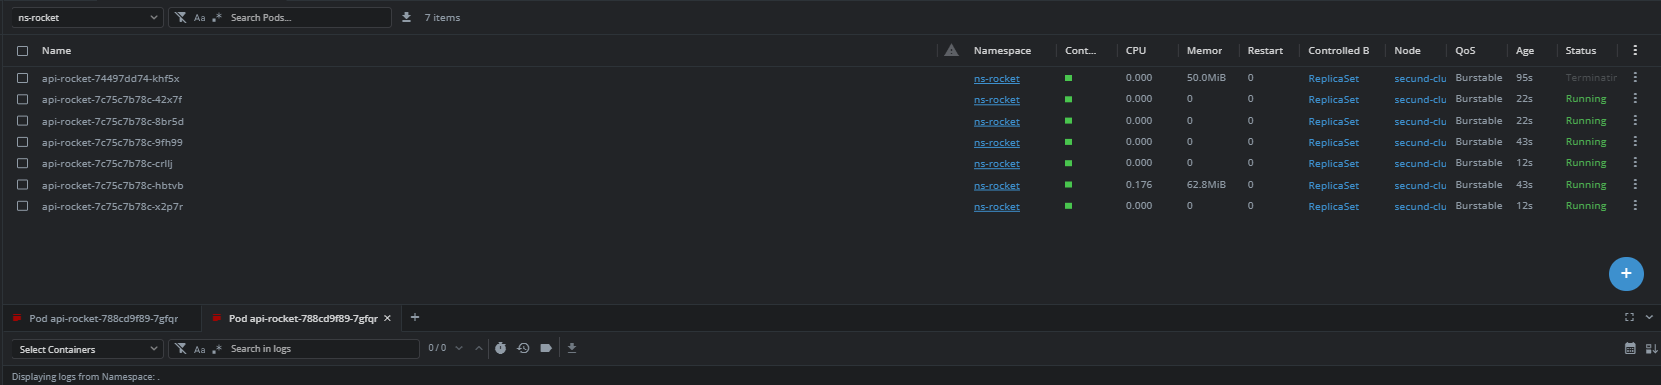 ns-rocket Aa .* Search Pods... 7 items
Name Namespace Cont... CPU Memor Restart Controlled B Node QoS Age Status
api-rocket-74497dd74-khf5x ns-rocket 0.000 50.0MiB 0 ReplicaSet secund-clu Burstable 95s Terminatir
api-rocket-7c75c7b78c-42x7f ns-rocket 0.000 0 0 ReplicaSet secund-clu Burstable 22s Running
api-rocket-7c75c7b78c-8br5d ns-rocket 0.000 0 0 ReplicaSet secund-clu Burstable 22s Running
api-rocket-7c75c7b78c-9fh99 ns-rocket 0.000 0 0 ReplicaSet secund-clu Burstable 43s Running
api-rocket-7c75c7b78c-crllj ns-rocket 0.000 0 0 ReplicaSet secund-clu Burstable 12s Running
api-rocket-7c75c7b78c-hbtvb ns-rocket 0.176 62.8MiB 0 ReplicaSet secund-clu Burstable 43s Running
api-rocket-7c75c7b78c-x2p7r ns-rocket 0.000 0 0 ReplicaSet secund-clu Burstable 12s Running
Pod api-rocket-788cd9f89-7gfqr Pod api-rocket-788cd9f89-7gfqr
Select Containers Aa .* Search in logs 0 / 0
Displaying logs from Namespace: .